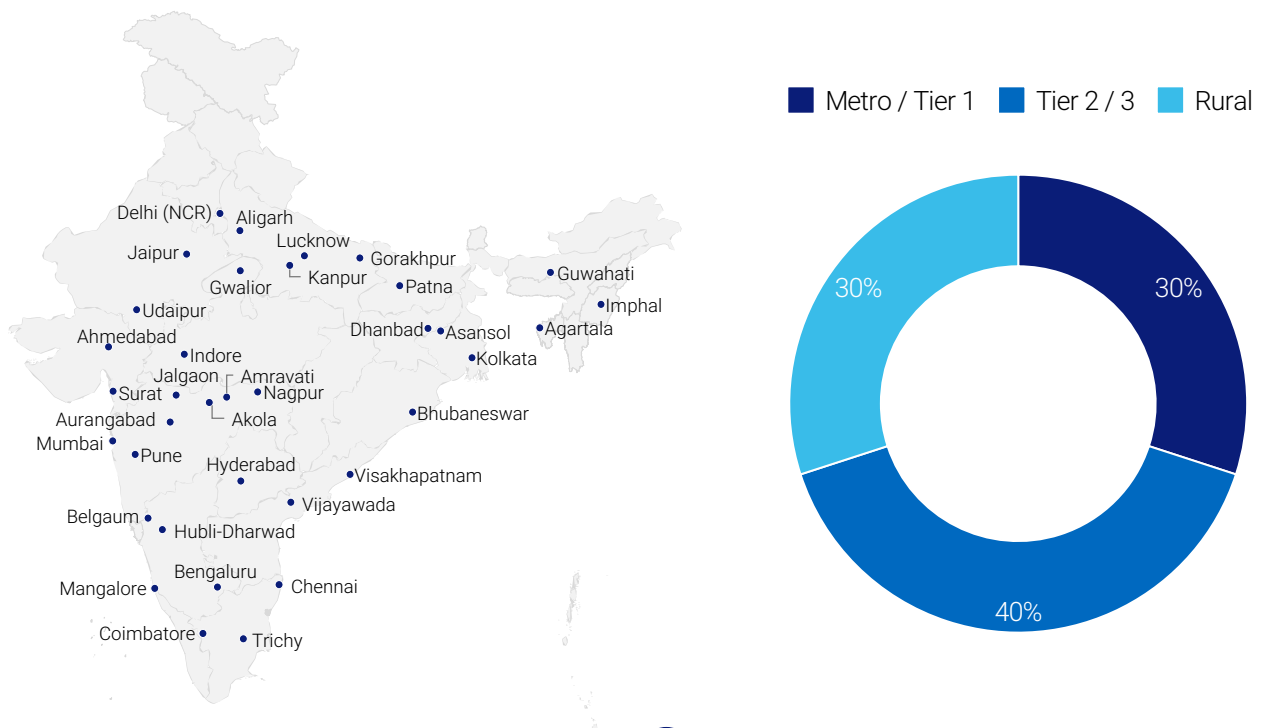 Metro / Tier 1 Tier 2 / 3 Rural
Delhi (NCR)
Aligarh
Lucknow
Jaipur
Gorakhpur
Kanpur
Guwahati
Gwalior
Patna
Imphal
Udaipur
Dhanbad
Asansol
Agartala
Ahmedabad
Indore
Kolkata
Jalgaon
Amravati
Surat
Nagpur
Aurangabad
Akola
Bhubaneswar
Mumbai
Pune
Hyderabad
Visakhapatnam
Vijayawada
Belgaum
Hubli-Dharwad
Bengaluru
Mangalore
Chennai
Coimbatore
Trichy
30%
30%
40%